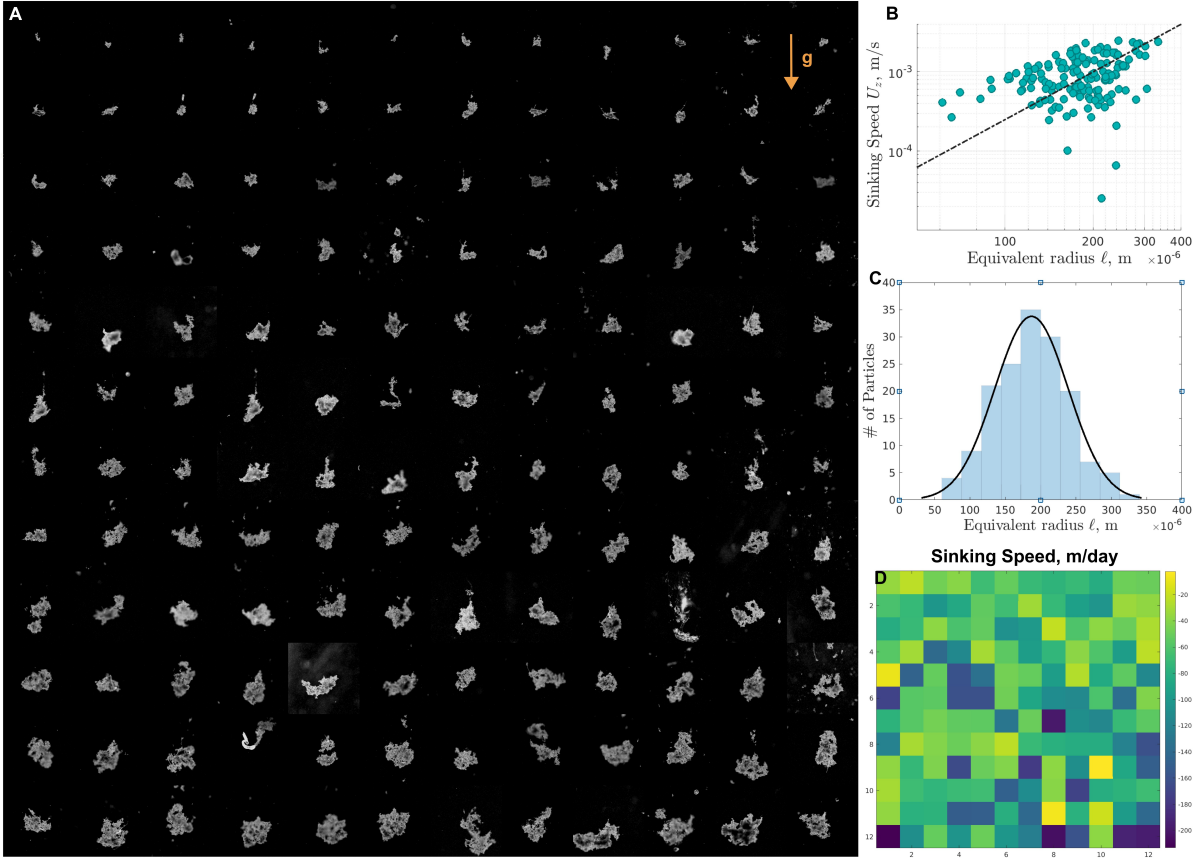 A
g
B
Sinking Speed U_z, m/s
10^-3
10^-4
100 200 300 400
Equivalent radius ℓ, m ×10^-6
C
# of Particles
40
35
30
25
20
15
10
5
0
0 50 100 150 200 250 300 350 400
Equivalent radius ℓ, m ×10^-6
Sinking Speed, m/day
D
2
4
6
8
10
12
2 4 6 8 10 12
-20
-40
-60
-80
-100
-120
-140
-160
-180
-200